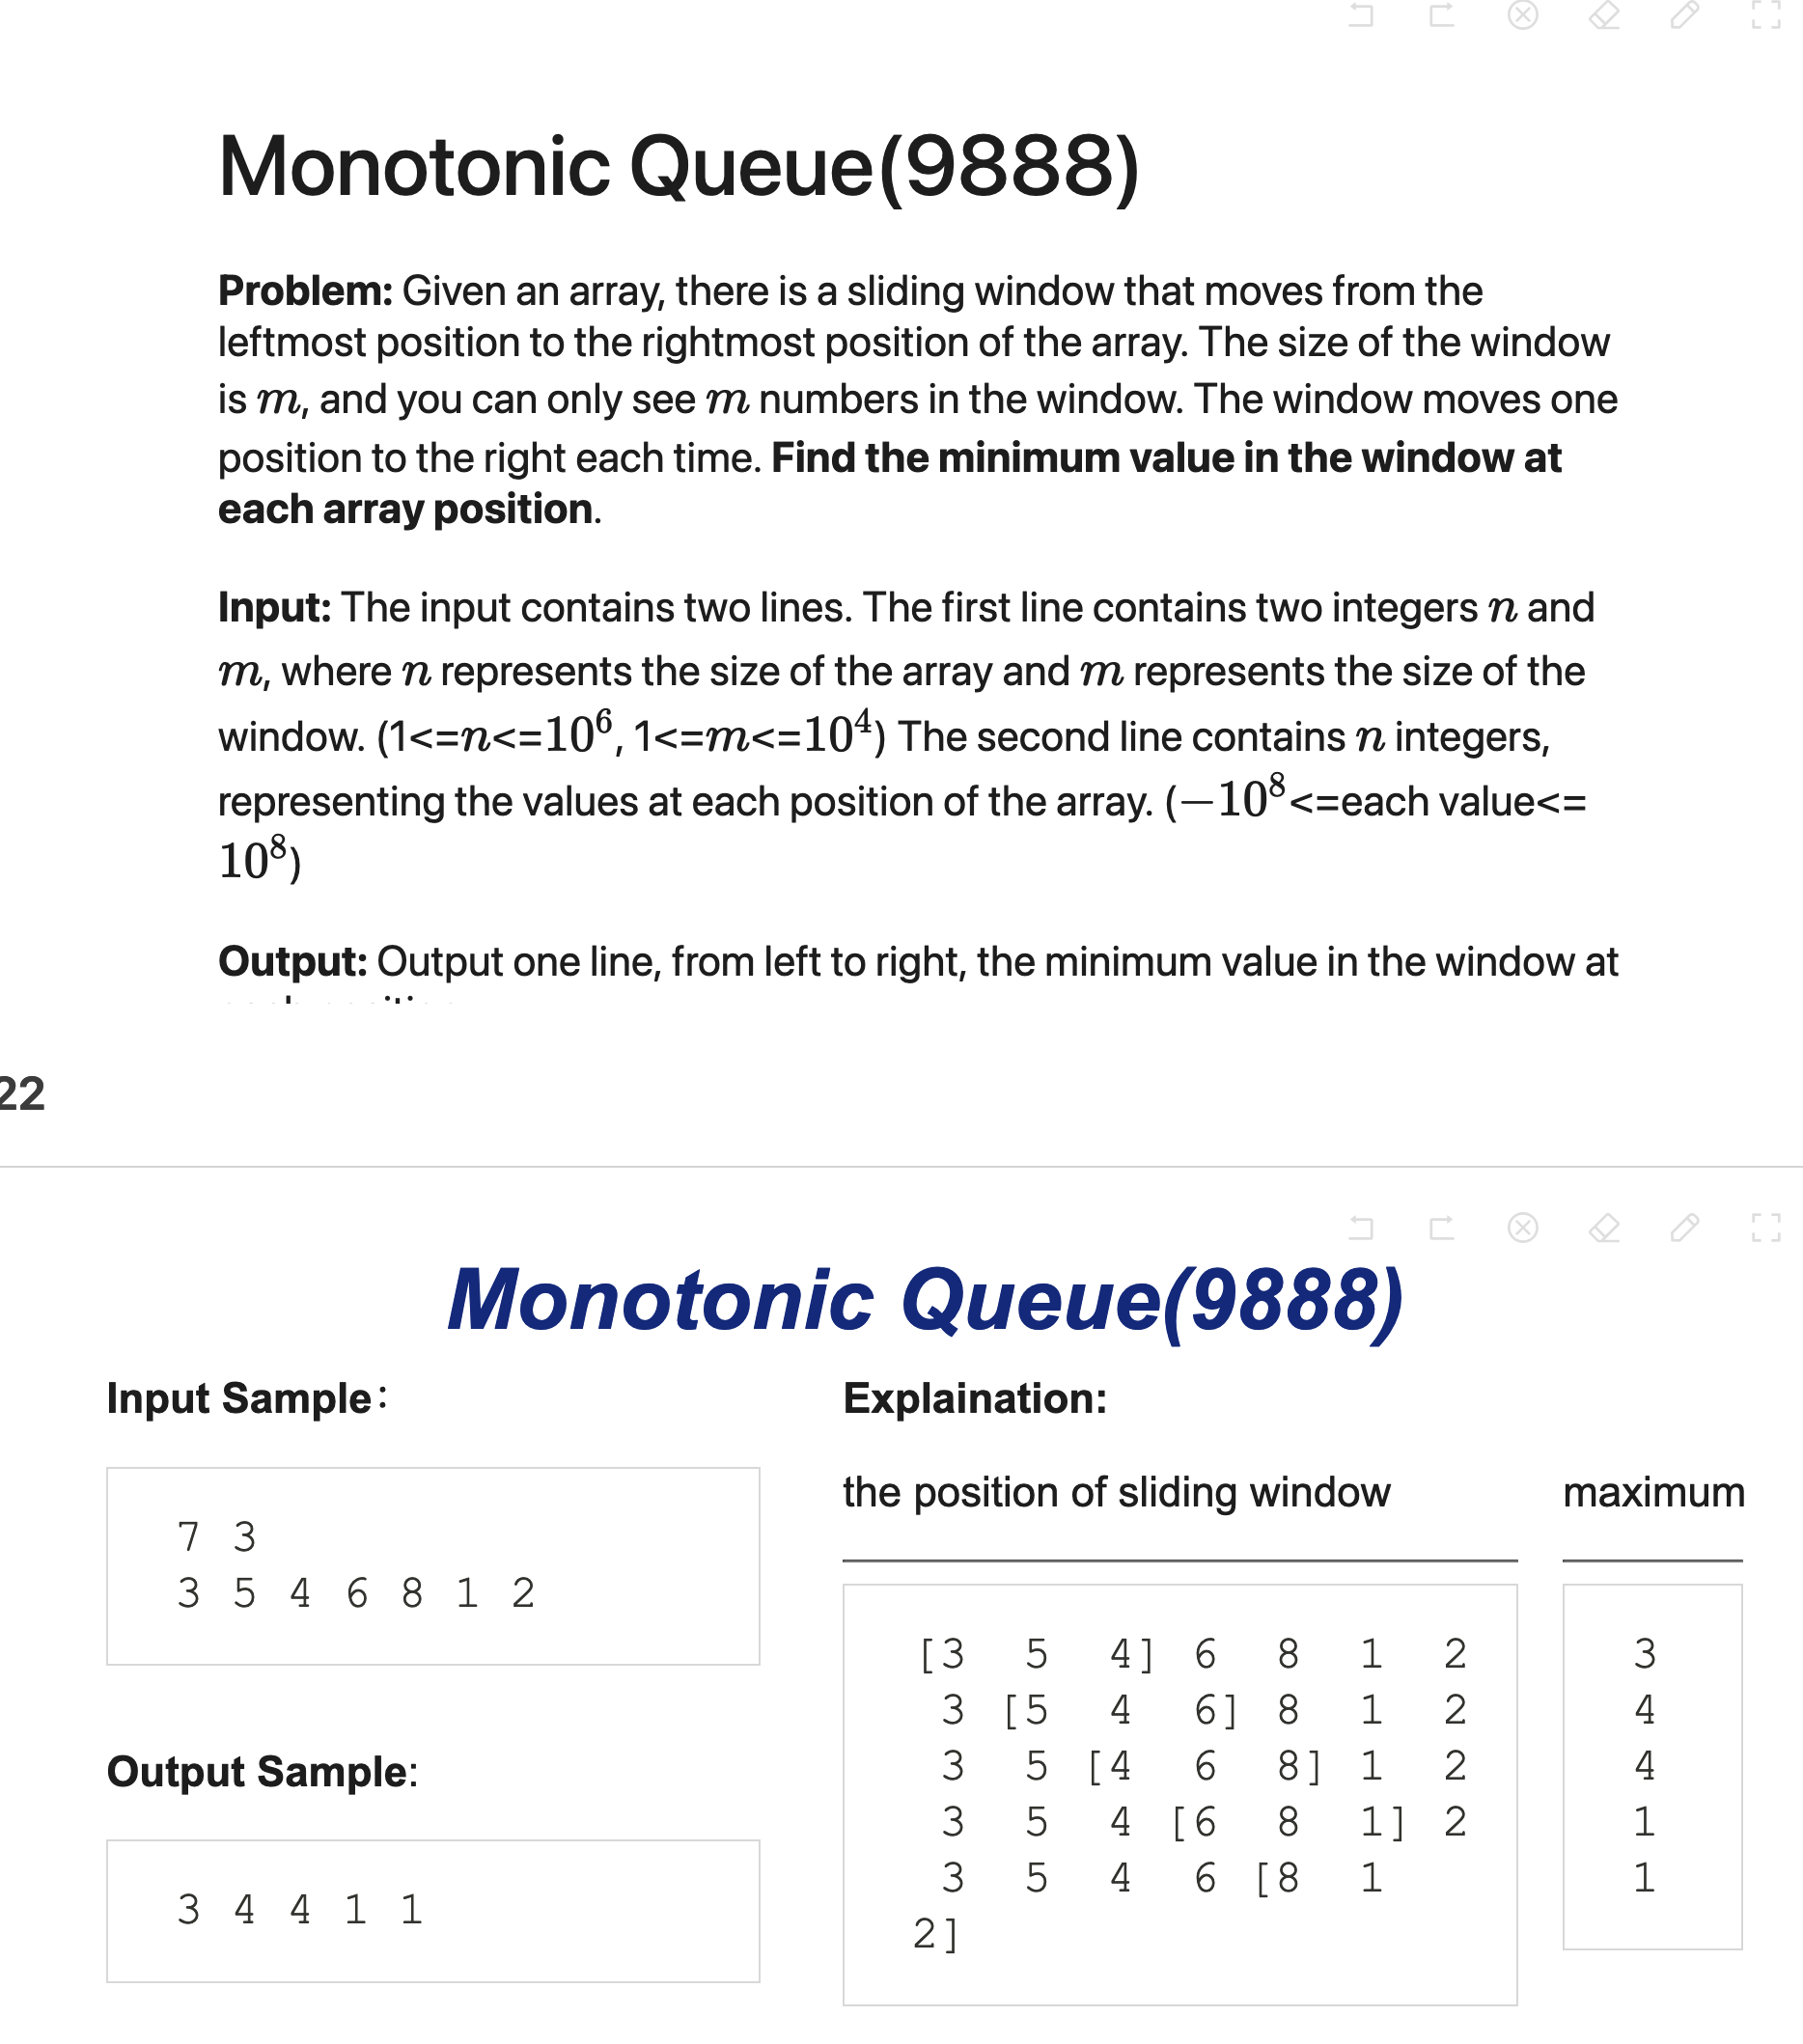 Monotonic Queue(9888)
Problem: Given an array, there is a sliding window that moves from the
leftmost position to the rightmost position of the array. The size of the window
is m, and you can only see m numbers in the window. The window moves one
position to the right each time. Find the minimum value in the window at
each array position.
Input: The input contains two lines. The first line contains two integers n and
m, where n represents the size of the array and m represents the size of the
window. (1<=n<=10^6, 1<=m<=10^4) The second line contains n integers,
representing the values at each position of the array. (−10^8<=each value<=
10^8)
Output: Output one line, from left to right, the minimum value in the window at
22
Monotonic Queue(9888)
Input Sample:
7 3
3 5 4 6 8 1 2
Output Sample:
3 4 4 1 1
Explaination:
the position of sliding window
[3 5 4] 6 8 1 2
3 [5 4 6] 8 1 2
3 5 [4 6 8] 1 2
3 5 4 [6 8 1] 2
3 5 4 6 [8 1
2]
maximum
3
4
4
1
1